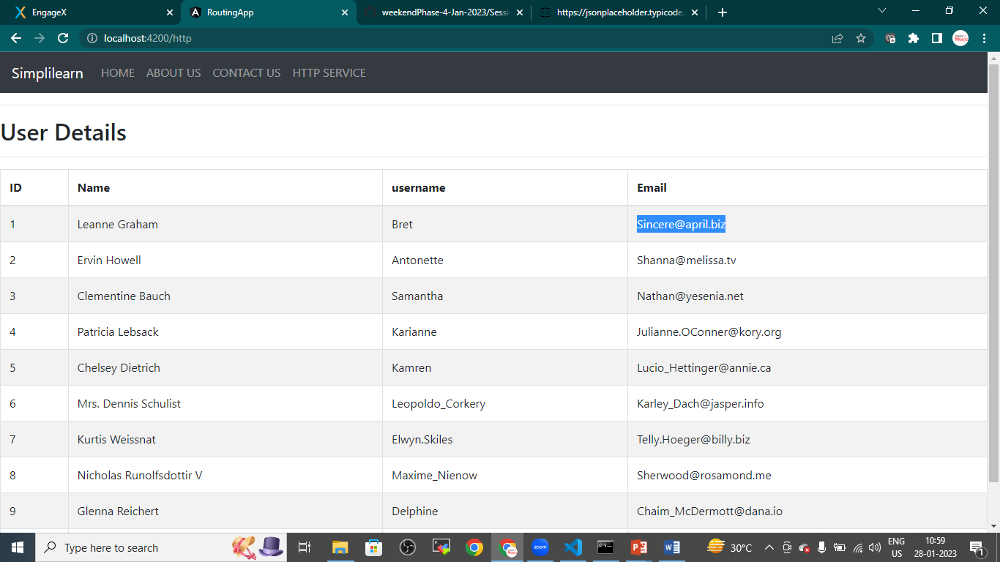 EngageX
RoutingApp
weekendPhase-4-Jan-2023/Sessi
https://jsonplaceholder.typicode.
localhost:4200/http
Simplilearn HOME ABOUT US CONTACT US HTTP SERVICE
User Details
ID Name username Email
1 Leanne Graham Bret Sincere@april.biz
2 Ervin Howell Antonette Shanna@melissa.tv
3 Clementine Bauch Samantha Nathan@yesenia.net
4 Patricia Lebsack Karianne Julianne.OConner@kory.org
5 Chelsey Dietrich Kamren Lucio_Hettinger@annie.ca
6 Mrs. Dennis Schulist Leopoldo_Corkery Karley_Dach@jasper.info
7 Kurtis Weissnat Elwyn.Skiles Telly.Hoeger@billy.biz
8 Nicholas Runolfsdottir V Maxime_Nienow Sherwood@rosamond.me
9 Glenna Reichert Delphine Chaim_McDermott@dana.io
Type here to search
zoom
30°C
ENG
US
10:59
28-01-2023
1